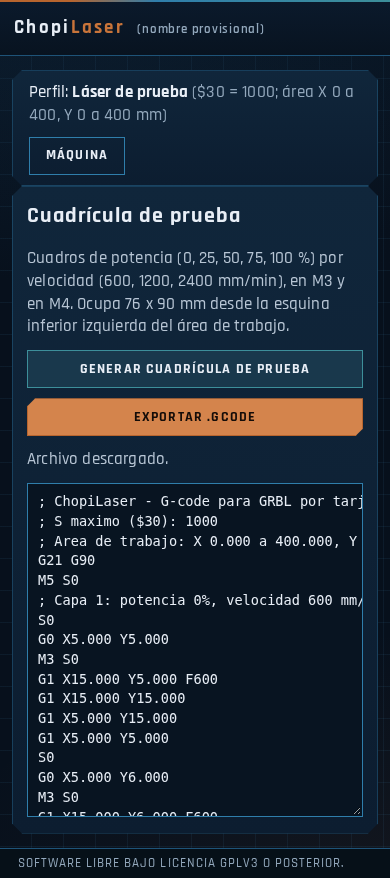 ChopiLaser (nombre provisional)
Perfil: Láser de prueba ($30 = 1000; área X 0 a
400, Y 0 a 400 mm)
MÁQUINA
Cuadrícula de prueba
Cuadros de potencia (0, 25, 50, 75, 100 %) por
velocidad (600, 1200, 2400 mm/min), en M3 y
en M4. Ocupa 76 x 90 mm desde la esquina
inferior izquierda del área de trabajo.
GENERAR CUADRÍCULA DE PRUEBA
EXPORTAR .GCODE
Archivo descargado.
; ChopiLaser - G-code para GRBL por tarj
; S maximo ($30): 1000
; Area de trabajo: X 0.000 a 400.000, Y
G21 G90
M5 S0
; Capa 1: potencia 0%, velocidad 600 mm/
S0
G0 X5.000 Y5.000
M3 S0
G1 X15.000 Y5.000 F600
G1 X15.000 Y15.000
G1 X5.000 Y15.000
G1 X5.000 Y5.000
S0
G0 X5.000 Y6.000
M3 S0
G1 X15.000 Y6.000 F600
SOFTWARE LIBRE BAJO LICENCIA GPLV3 O POSTERIOR.